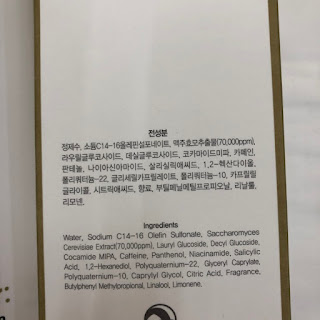 전성분
정제수, 소듐C14-16올레핀설포네이트, 맥주효모추출물(70,000ppm),
라우릴글루코사이드, 데실글루코사이드, 코카마이드미파, 카페인,
판테놀, 나이아신아마이드, 살리실릭애씨드, 1,2-헥산다이올,
폴리쿼터늄-22, 글리세릴카프릴레이트, 폴리쿼터늄-10, 카프릴릴
글라이콜, 시트릭애씨드, 향료, 부틸페닐메틸프로피오날, 리날룰,
리모넨.
Ingredients
Water, Sodium C14-16 Olefin Sulfonate, Saccharomyces
Cerevisiae Extract(70,000ppm), Lauryl Glucoside, Decyl Glucoside,
Cocamide MIPA, Caffeine, Panthenol, Niacinamide, Salicylic
Acid, 1,2-Hexanediol, Polyquaternium-22, Glyceryl Caprylate,
Polyquaternium-10, Caprylyl Glycol, Citric Acid, Fragrance,
Butylphenyl Methylpropional, Linalool, Limonene.